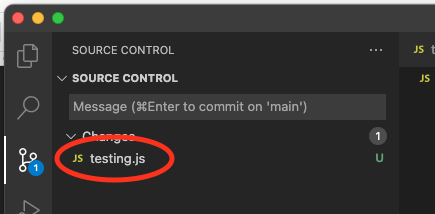 SOURCE CONTROL
SOURCE CONTROL
Message (⌘Enter to commit on 'main')
Changes 1
JS testing.js U
1
JS